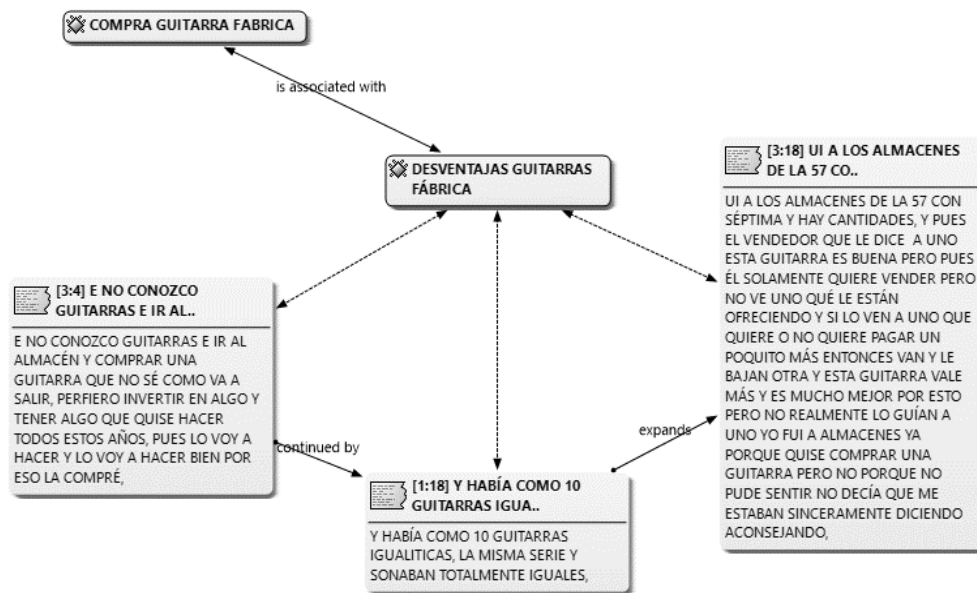 COMPRA GUITARRA FABRICA
is associated with
DESVENTAJAS GUITARRAS
FÁBRICA
[3:18] UI A LOS ALMACENES
DE LA 57 CO..
UI A LOS ALMACENES DE LA 57 CON
SÉPTIMA Y HAY CANTIDADES, Y PUES
EL VENDEDOR QUE LE DICE A UNO
ESTA GUITARRA ES BUENA PERO PUES
ÉL SOLAMENTE QUIERE VENDER PERO
NO VE UNO QUÉ LE ESTÁN
OFRECIENDO Y SI LO VEN A UNO QUE
QUIERE O NO QUIERE PAGAR UN
POQUITO MÁS ENTONCES VAN Y LE
BAJAN OTRA Y ESTA GUITARRA VALE
MÁS Y ES MUCHO MEJOR POR ESTO
PERO NO REALMENTE LO GUÍAN A
UNO YO FUI A ALMACENES YA
PORQUE QUISE COMPRAR UNA
GUITARRA PERO NO PORQUE NO
PUDE SENTIR NO DECÍA QUE ME
ESTABAN SINCERAMENTE DICIENDO
ACONSEJANDO,
[3:4] E NO CONOZCO
GUITARRAS E IR AL..
E NO CONOZCO GUITARRAS E IR AL
ALMACÉN Y COMPRAR UNA
GUITARRA QUE NO SÉ COMO VA A
SALIR, PERFIERO INVERTIR EN ALGO Y
TENER ALGO QUE QUISE HACER
TODOS ESTOS AÑOS, PUES LO VOY A
HACER Y LO VOY A HACER BIEN POR
ESO LA COMPRÉ,
continued by
expands
[1:18] Y HABÍA COMO 10
GUITARRAS IGUA..
Y HABÍA COMO 10 GUITARRAS
IGUALITICAS, LA MISMA SERIE Y
SONABAN TOTALMENTE IGUALES,